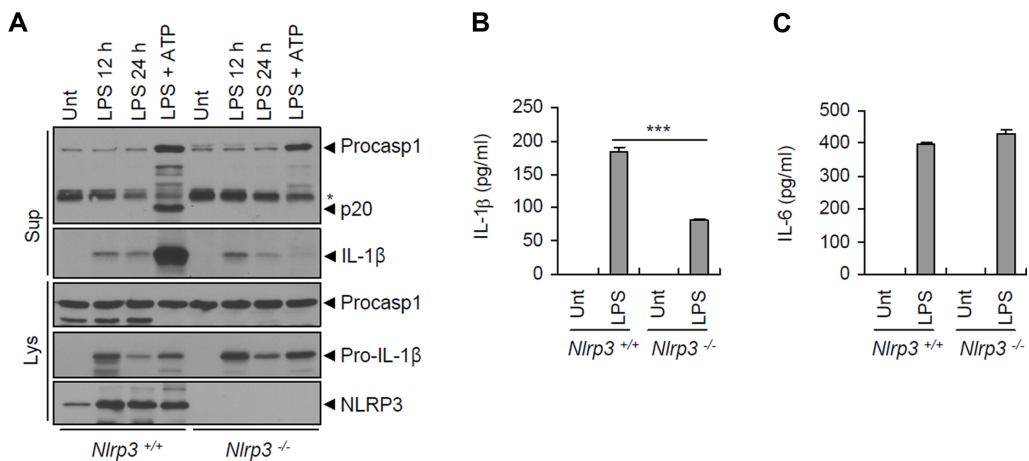 A
Unt
LPS 12 h
LPS 24 h
LPS + ATP
Unt
LPS 12 h
LPS 24 h
LPS + ATP
Sup
Procasp1
*
p20
IL-1β
Lys
Procasp1
Pro-IL-1β
NLRP3
Nlrp3 +/+
Nlrp3 -/-
B
IL-1β (pg/ml)
250
200
150
100
50
0
***
Unt
LPS
Unt
LPS
Nlrp3 +/+
Nlrp3 -/-
C
IL-6 (pg/ml)
500
400
300
200
100
0
Unt
LPS
Unt
LPS
Nlrp3 +/+
Nlrp3 -/-